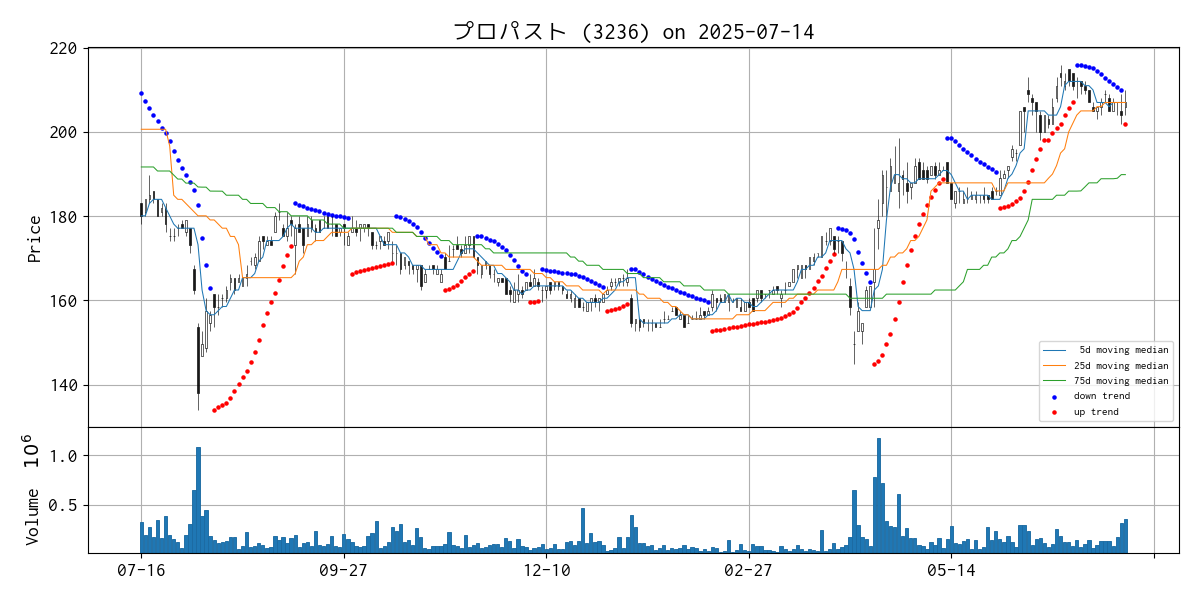 プロパスト (3236) on 2025-07-14
220
200
180
160
140
Price
5d moving median
25d moving median
75d moving median
down trend
up trend
1.0
0.5
Volume 10^6
07-16 09-27 12-10 02-27 05-14